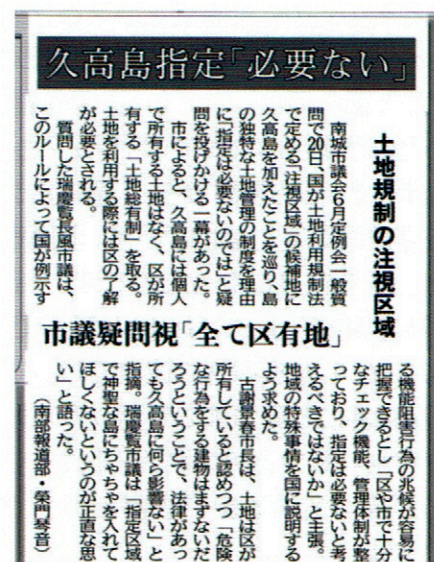 久高島指定「必要ない」
土地規制の注視区域
市議疑問視「全て区有地」
南城市議会6月定例会一般質
問で20日、国が土地利用規制法
で定める「注視区域」の候補地に
久高島を加えたことを巡り、島
の独特な土地管理の制度を理由
に「指定は必要ないのでは」と疑
問を投げかける一幕があった。
市によると、久高島には個人
で所有する土地はなく、区が所
有する「土地総有制」を取る。
土地を利用する際には区の了解
が必要とされる。
質問した瑞慶覧長風市議は、
このルールによって国が例示す
る機能阻害行為の兆候が容易に
把握できるとし「区や市で十分
なチェック機能、管理体制が整
っており、指定は必要ないと考
えるべきではないか」と主張。
地域の特殊事情を国に説明する
よう求めた。
古謝景春市長は、土地は区が
所有していると認めつつ「危険
な行為をする建物はまずないだ
ろうということで、法律があっ
ても久高島に何ら影響ない」と
指摘。瑞慶覧市議は「指定区域
で神聖な島にちゃちゃを入れて
ほしくないというのが正直な思
い」と語った。
(南部報道部・榮門琴音)